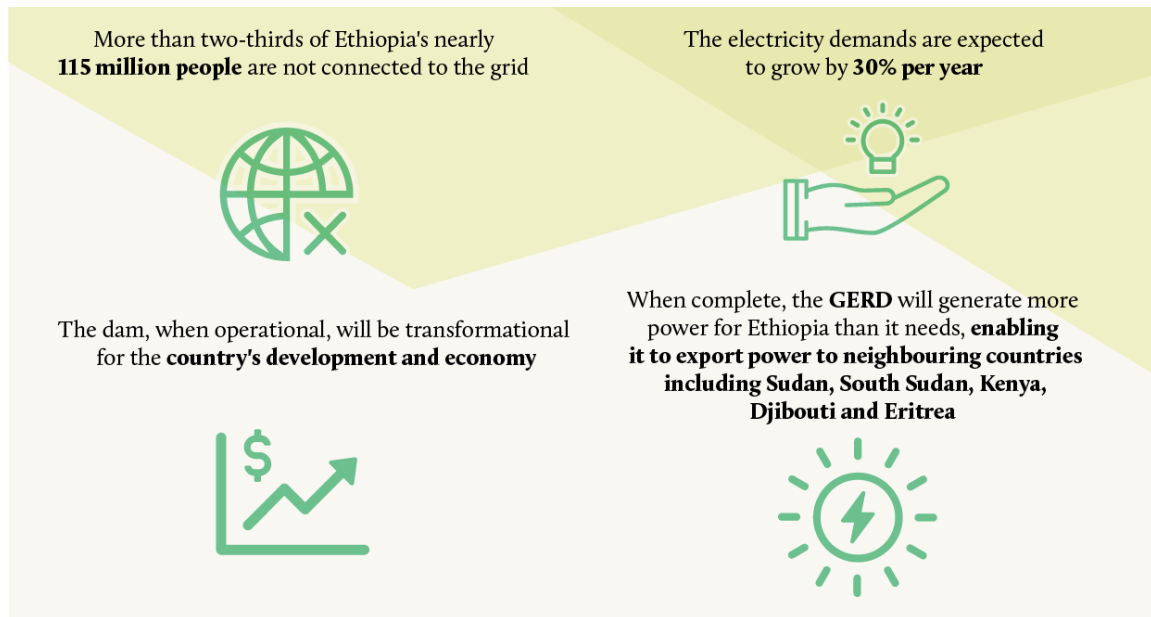 More than two-thirds of Ethiopia's nearly
115 million people are not connected to the grid
The electricity demands are expected
to grow by 30% per year
The dam, when operational, will be transformational
for the country's development and economy
$
When complete, the GERD will generate more
power for Ethiopia than it needs, enabling
it to export power to neighbouring countries
including Sudan, South Sudan, Kenya,
Djibouti and Eritrea